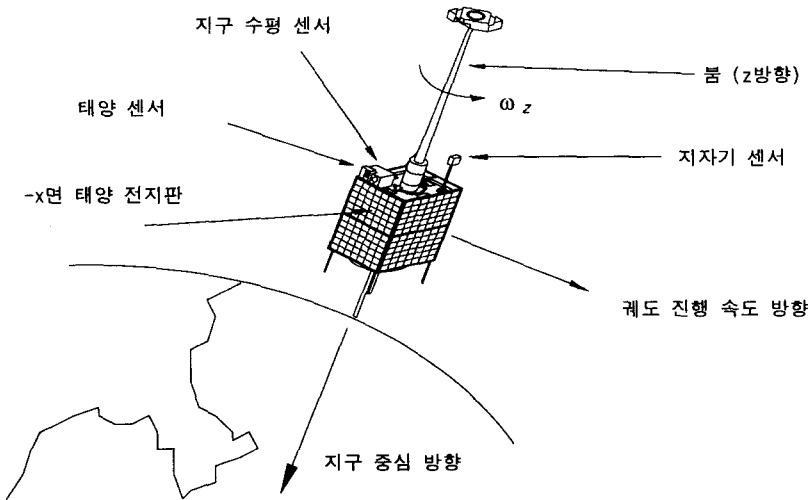 지구 수평 센서
붐 (z방향)
ω z
태양 센서
지자기 센서
-x면 태양 전지판
궤도 진행 속도 방향
지구 중심 방향